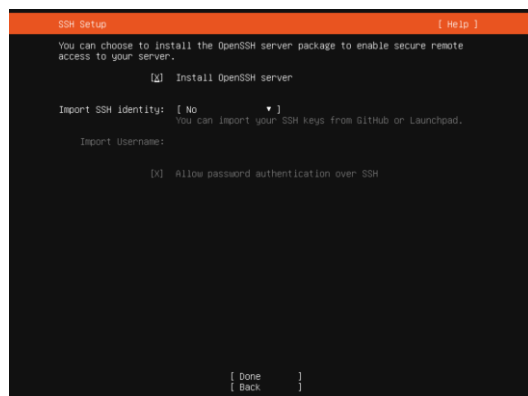 SSH Setup [ Help ]
You can choose to install the OpenSSH server package to enable secure remote
access to your server.
[X] Install OpenSSH server
Import SSH identity: [ No ▾ ]
You can import your SSH keys from GitHub or Launchpad.
Import Username:
[X] Allow password authentication over SSH
[ Done ]
[ Back ]